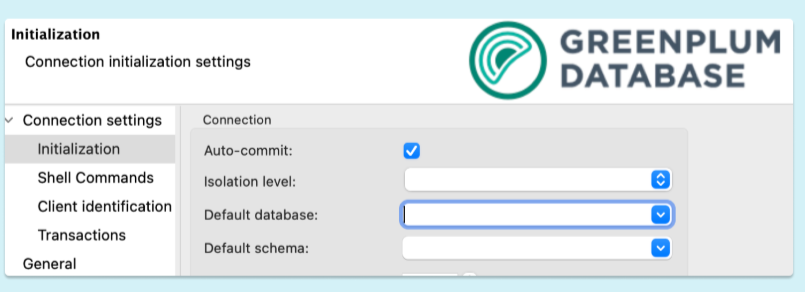 Initialization
Connection initialization settings
GREENPLUM
DATABASE
Connection settings
Initialization
Shell Commands
Client identification
Transactions
General
Connection
Auto-commit:
Isolation level:
Default database:
Default schema: